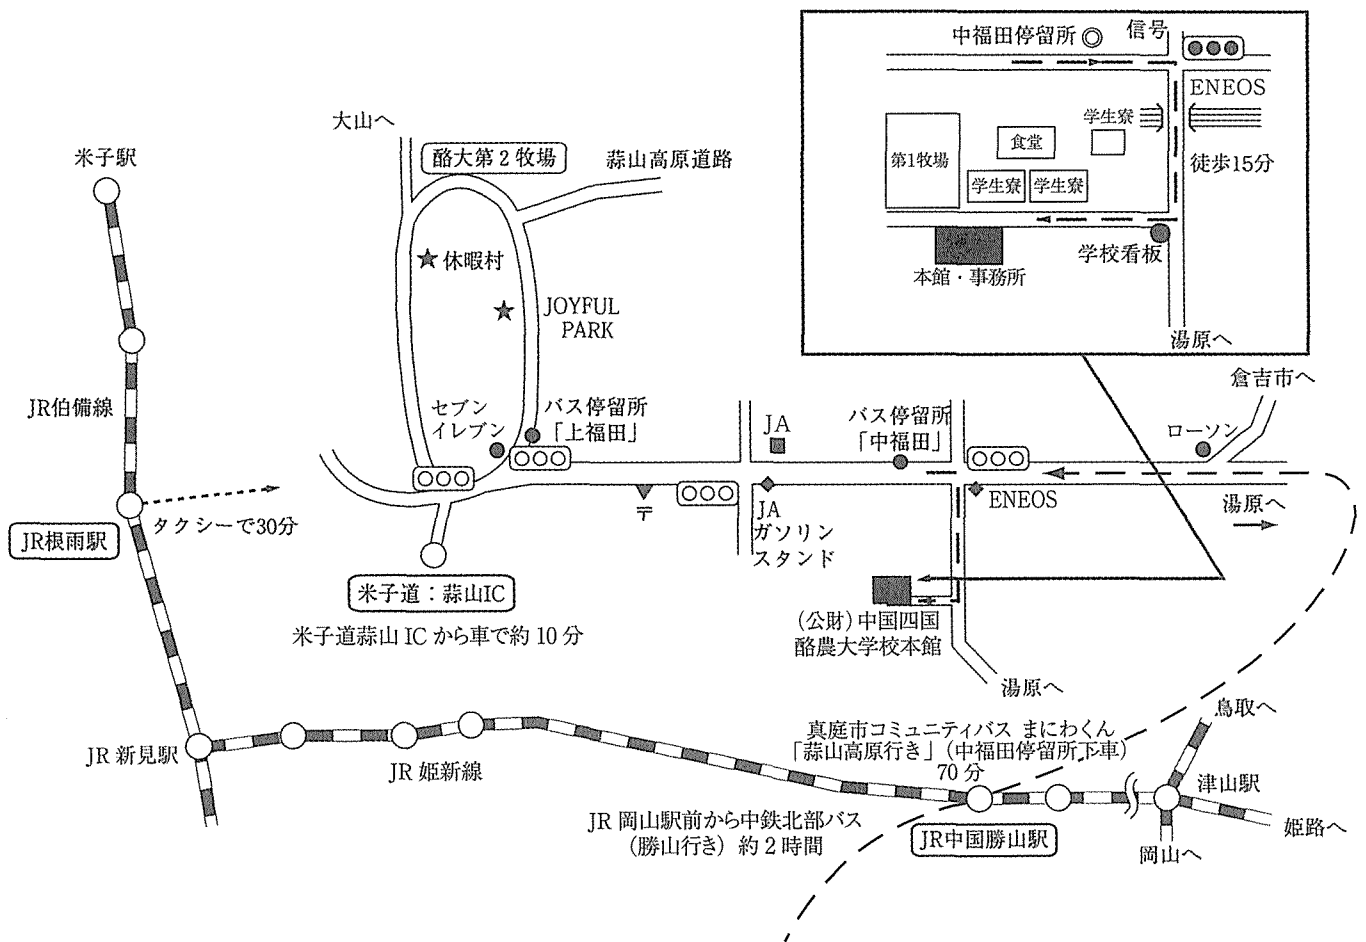 中福田停留所
信号
ENEOS
学生寮
食堂
第1牧場
学生寮
学生寮
徒歩15分
学校看板
本館・事務所
湯原へ
大山へ
酪大第2牧場
蒜山高原道路
米子駅
休暇村
JOYFUL
PARK
JR伯備線
セブン
イレブン
バス停留所
「上福田」
JA
バス停留所
「中福田」
倉吉市へ
ローソン
タクシーで30分
JR根雨駅
〒
JA
ガソリン
スタンド
ENEOS
湯原へ
米子道:蒜山IC
米子道蒜山 IC から車で約 10 分
(公財)中国四国
酪農大学校本館
湯原へ
JR 新見駅
JR 姫新線
真庭市コミュニティバス まにわくん
「蒜山高原行き」(中福田停留所下車)
70 分
鳥取へ
津山駅
JR 岡山駅前から中鉄北部バス
(勝山行き) 約 2 時間
JR中国勝山駅
姫路へ
岡山へ